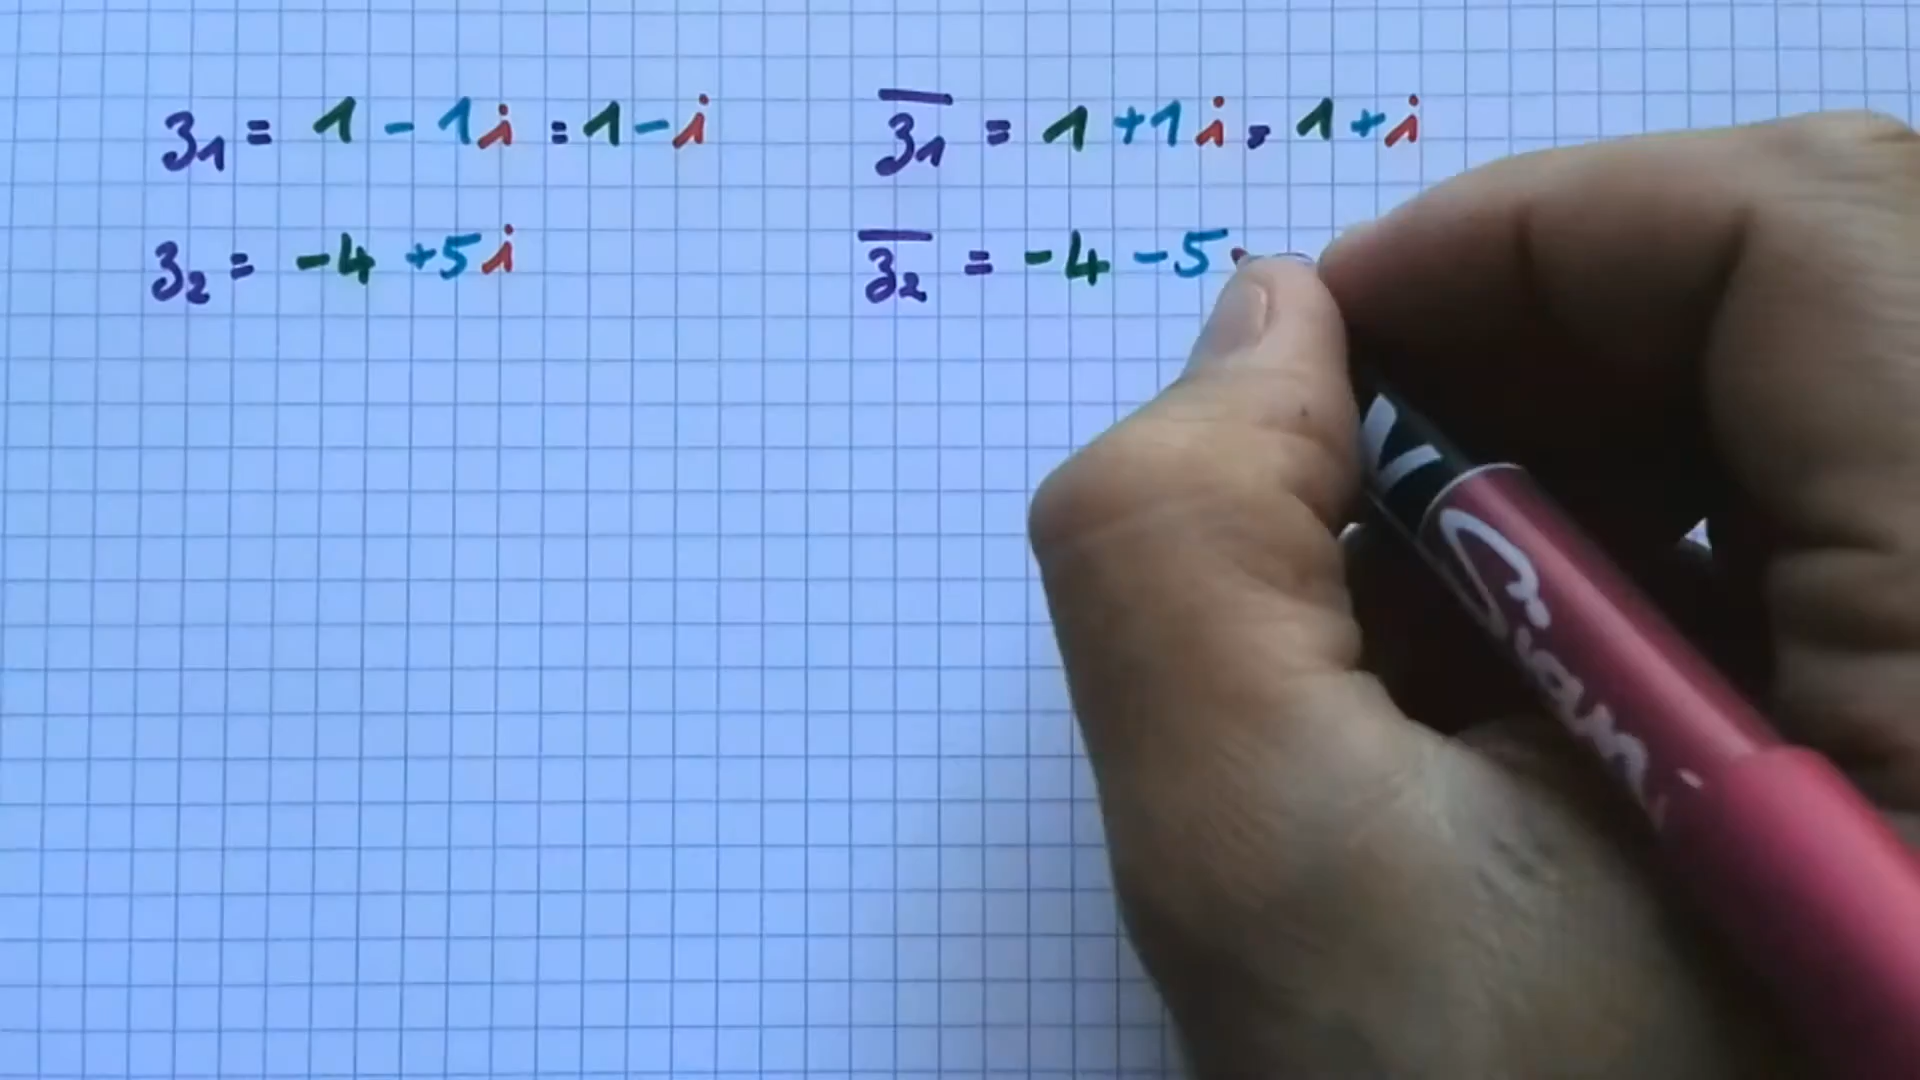 z₁ = 1 - 1i = 1 - i
z̅₁̅ = 1 + 1i = 1 + i
z₂ = -4 + 5i
z̅₂̅ = -4 - 5